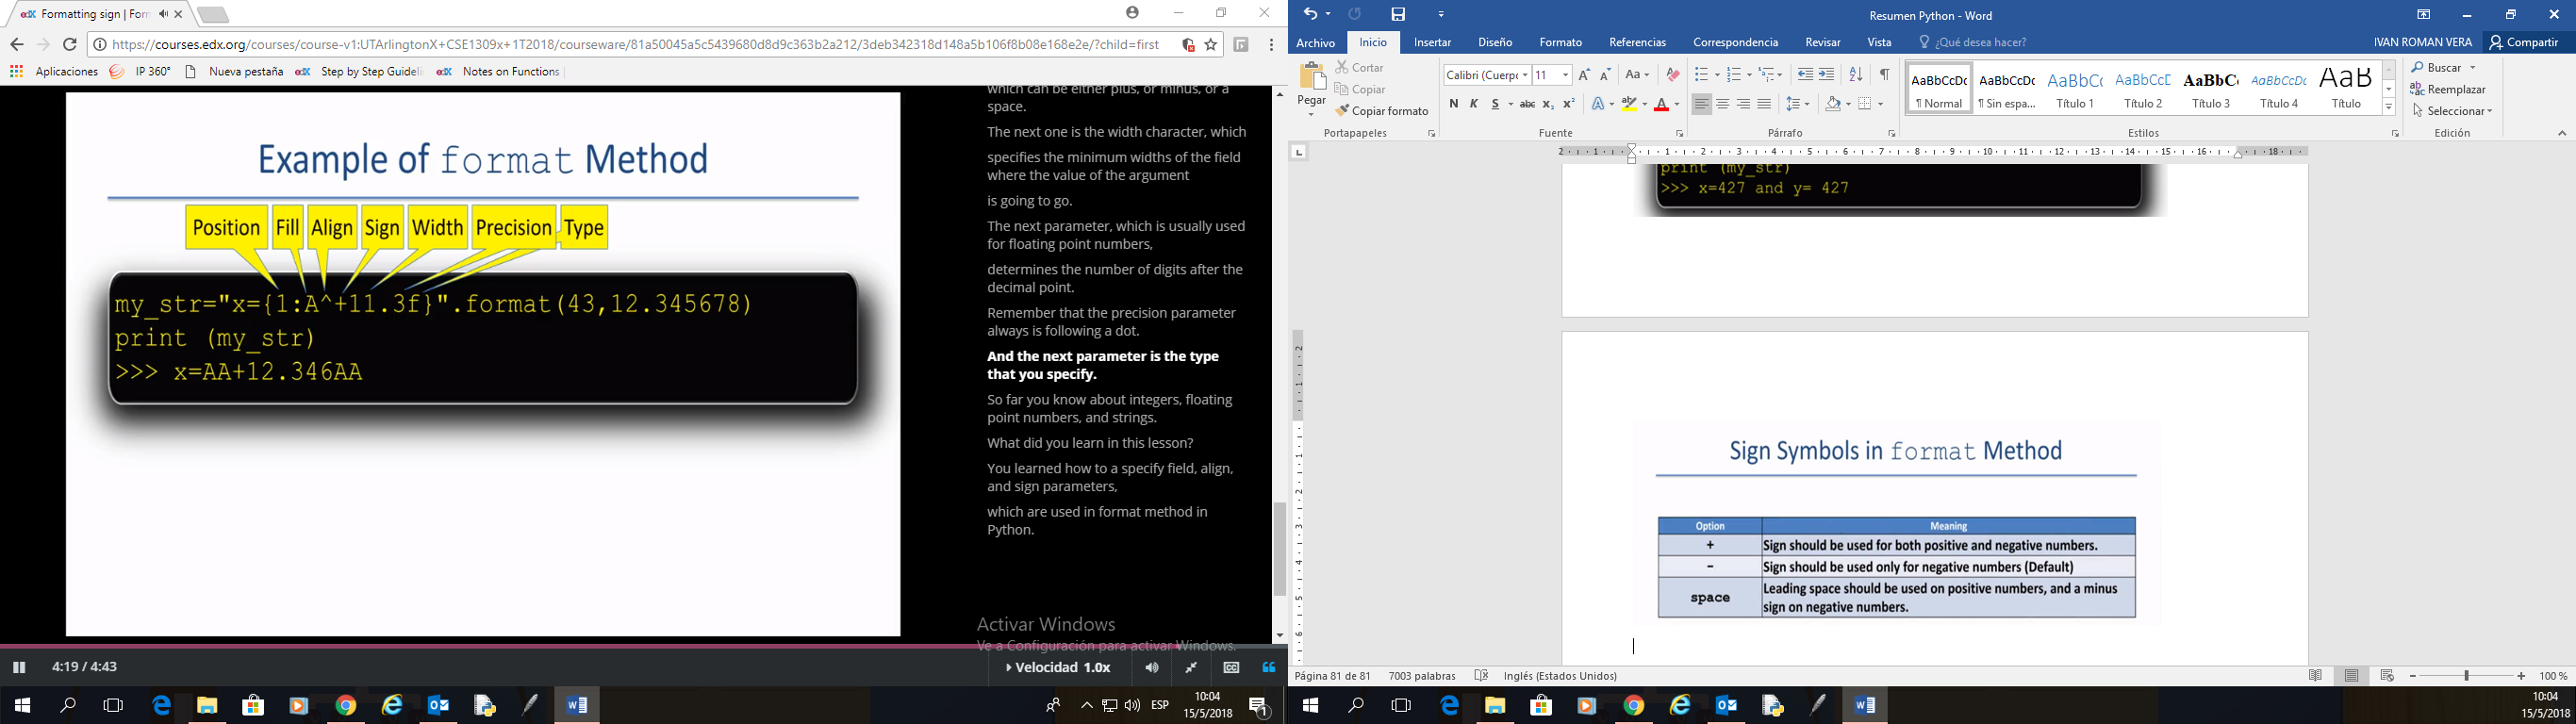 Formatting sign | Form
https://courses.edx.org/courses/course-v1:UTArlingtonX+CSE1309x+1T2018/courseware/81a50045a5c5439680d8d9c363b2a212/3deb342318d148a5b106f8b08e168e2e/?child=first
Aplicaciones
IP 360°
Nueva pestaña
Step by Step Guideli
Notes on Functions
Example of format Method
Position
Fill
Align
Sign
Width
Precision
Type
my_str="x={1:A^+11.3f}".format(43,12.345678)
print (my_str)
>>> x=AA+12.346AA
which can be either plus, or minus, or a
space.
The next one is the width character, which
specifies the minimum widths of the field
where the value of the argument
is going to go.
The next parameter, which is usually used
for floating point numbers,
determines the number of digits after the
decimal point.
Remember that the precision parameter
always is following a dot.
And the next parameter is the type
that you specify.
So far you know about integers, floating
point numbers, and strings.
What did you learn in this lesson?
You learned how to a specify field, align,
and sign parameters,
which are used in format method in
Python.
Activar Windows
Ve a Configuración para activar Windows.
4:19 / 4:43
Velocidad 1.0x
ESP
10:04
15/5/2018
1
Resumen Python - Word
Archivo
Inicio
Insertar
Diseño
Formato
Referencias
Correspondencia
Revisar
Vista
¿Qué desea hacer?
IVAN ROMAN VERA
Compartir
Pegar
Cortar
Copiar
Copiar formato
Portapapeles
Calibri (Cuerpo
11
N K S abc x₂ x²
Fuente
Párrafo
AaBbCcDc
¶ Normal
AaBbCcDc
¶ Sin espa...
AaBbC(
Título 1
AaBbCcE
Título 2
AaBbC
Título 3
AaBbCcDc
Título 4
AaB
Título
Estilos
Buscar
Reemplazar
Seleccionar
Edición
print (my_str)
>>> x=427 and y= 427
Sign Symbols in format Method
Option
Meaning
+
Sign should be used for both positive and negative numbers.
−
Sign should be used only for negative numbers (Default)
space
Leading space should be used on positive numbers, and a minus
sign on negative numbers.
Página 81 de 81
7003 palabras
Inglés (Estados Unidos)
100 %
10:04
15/5/2018